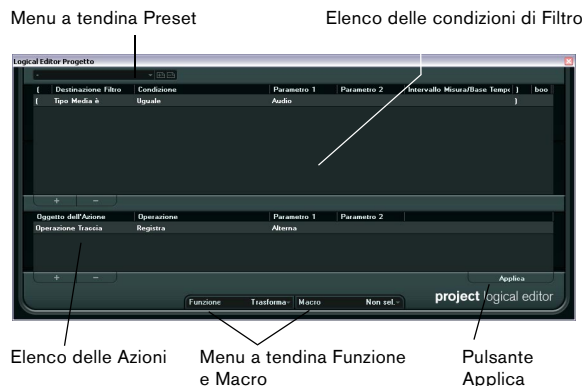 Menu a tendina Preset
Elenco delle condizioni di Filtro
Logical Editor Progetto
-
( Destinazione Filtro Condizione Parametro 1 Parametro 2 Intervallo Misura/Base Tempo ) boo
( Tipo Media è Uguale Audio )
+ -
Oggetto dell'Azione Operazione Parametro 1 Parametro 2
Operazione Traccia Registra Alterna
+ -
Applica
Funzione Trasforma Macro Non sel.
project logical editor
Elenco delle Azioni
Menu a tendina Funzione
e Macro
Pulsante
Applica